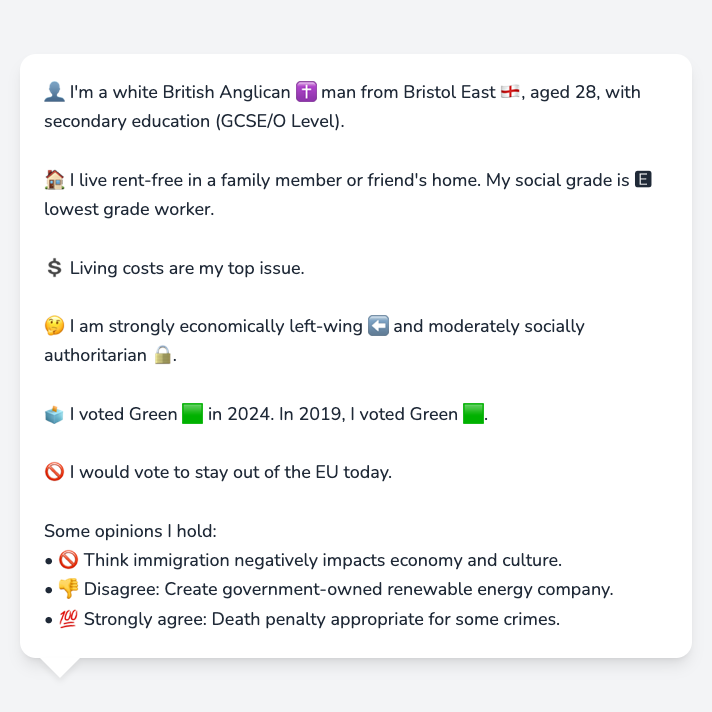 👤 I'm a white British Anglican ✝️ man from Bristol East 🏴󠁧󠁢󠁥󠁮󠁧󠁿, aged 28, with
secondary education (GCSE/O Level).
🏠 I live rent-free in a family member or friend's home. My social grade is 🅴
lowest grade worker.
💲 Living costs are my top issue.
🤔 I am strongly economically left-wing ⬅️ and moderately socially
authoritarian 🔒.
🗳️ I voted Green 🟩 in 2024. In 2019, I voted Green 🟩.
🚫 I would vote to stay out of the EU today.
Some opinions I hold:
• 🚫 Think immigration negatively impacts economy and culture.
• 👎 Disagree: Create government-owned renewable energy company.
• 💯 Strongly agree: Death penalty appropriate for some crimes.